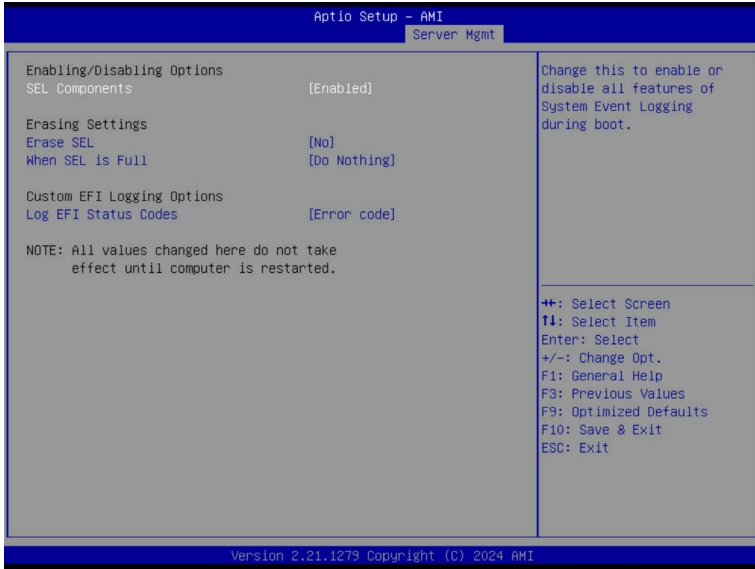 Aptio Setup – AMI
Server Mgmt
Enabling/Disabling Options
SEL Components [Enabled]
Erasing Settings
Erase SEL [No]
When SEL is Full [Do Nothing]
Custom EFI Logging Options
Log EFI Status Codes [Error code]
NOTE: All values changed here do not take
effect until computer is restarted.
Change this to enable or
disable all features of
System Event Logging
during boot.
→←: Select Screen
↑↓: Select Item
Enter: Select
+/-: Change Opt.
F1: General Help
F3: Previous Values
F9: Optimized Defaults
F10: Save & Exit
ESC: Exit
Version 2.21.1279 Copyright (C) 2024 AMI